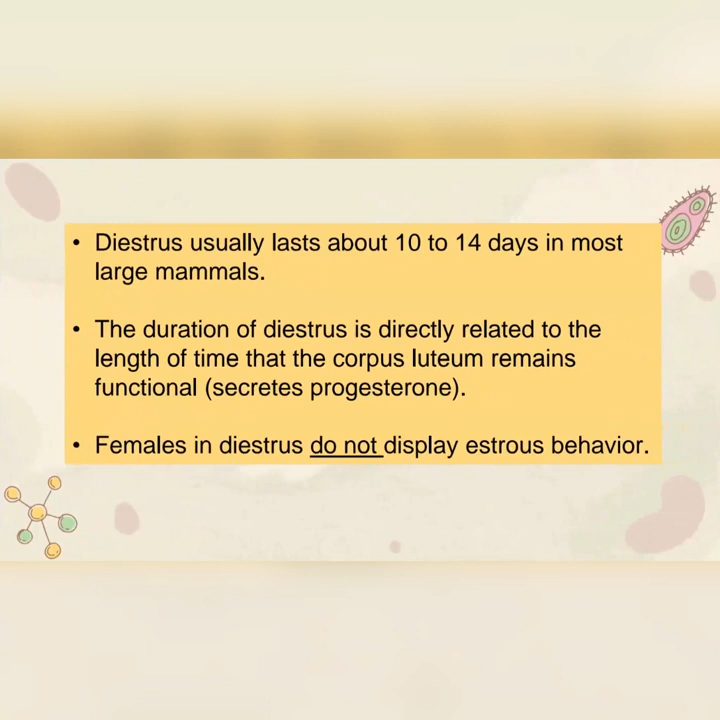 • Diestrus usually lasts about 10 to 14 days in most
large mammals.
• The duration of diestrus is directly related to the
length of time that the corpus luteum remains
functional (secretes progesterone).
• Females in diestrus do not display estrous behavior.